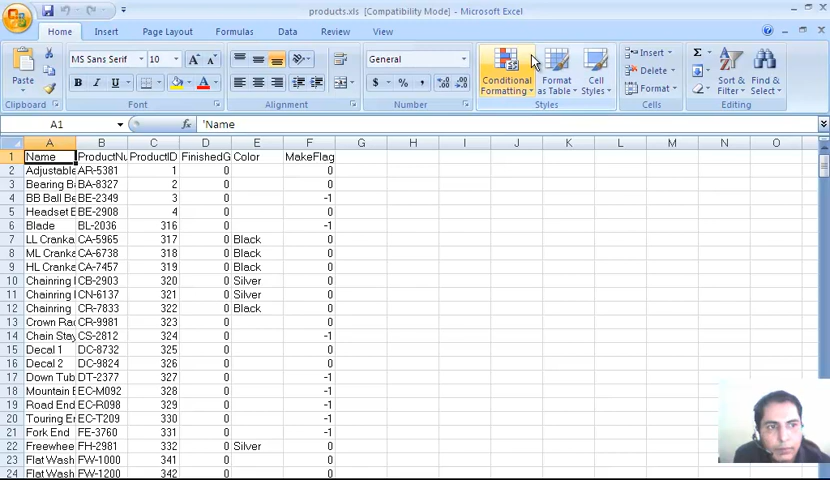 products.xls [Compatibility Mode] - Microsoft Excel
Home Insert Page Layout Formulas Data Review View
MS Sans Serif 10 A A General
Paste B I U A $ % , .0 .00 .00 .0
Conditional Formatting Format as Table Cell Styles
Insert Delete Format Σ Sort & Filter Find & Select
Clipboard Font Alignment Number Styles Cells Editing
A1 fx 'Name
A B C D E F G H I J K L M N O
1 Name ProductNu ProductID FinishedG Color MakeFlag
2 Adjustable AR-5381 1 0 0
3 Bearing Ba BA-8327 2 0 0
4 BB Ball Be BE-2349 3 0 -1
5 Headset B BE-2908 4 0 0
6 Blade BL-2036 316 0 -1
7 LL Cranka CA-5965 317 0 Black 0
8 ML Cranka CA-6738 318 0 Black 0
9 HL Cranka CA-7457 319 0 Black 0
10 Chainring CB-2903 320 0 Silver 0
11 Chainring CN-6137 321 0 Silver 0
12 Chainring CR-7833 322 0 Black 0
13 Crown Rac CR-9981 323 0 0
14 Chain Stay CS-2812 324 0 -1
15 Decal 1 DC-8732 325 0 0
16 Decal 2 DC-9824 326 0 0
17 Down Tub DT-2377 327 0 -1
18 Mountain E EC-M092 328 0 -1
19 Road End EC-R098 329 0 -1
20 Touring En EC-T209 330 0 -1
21 Fork End FE-3760 331 0 -1
22 Freewhee FH-2981 332 0 Silver 0
23 Flat Wash FW-1000 341 0 0
24 Flat Wash FW-1200 342 0 0